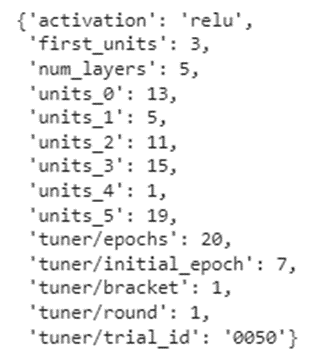 {'activation': 'relu',
'first_units': 3,
'num_layers': 5,
'units_0': 13,
'units_1': 5,
'units_2': 11,
'units_3': 15,
'units_4': 1,
'units_5': 19,
'tuner/epochs': 20,
'tuner/initial_epoch': 7,
'tuner/bracket': 1,
'tuner/round': 1,
'tuner/trial_id': '0050'}